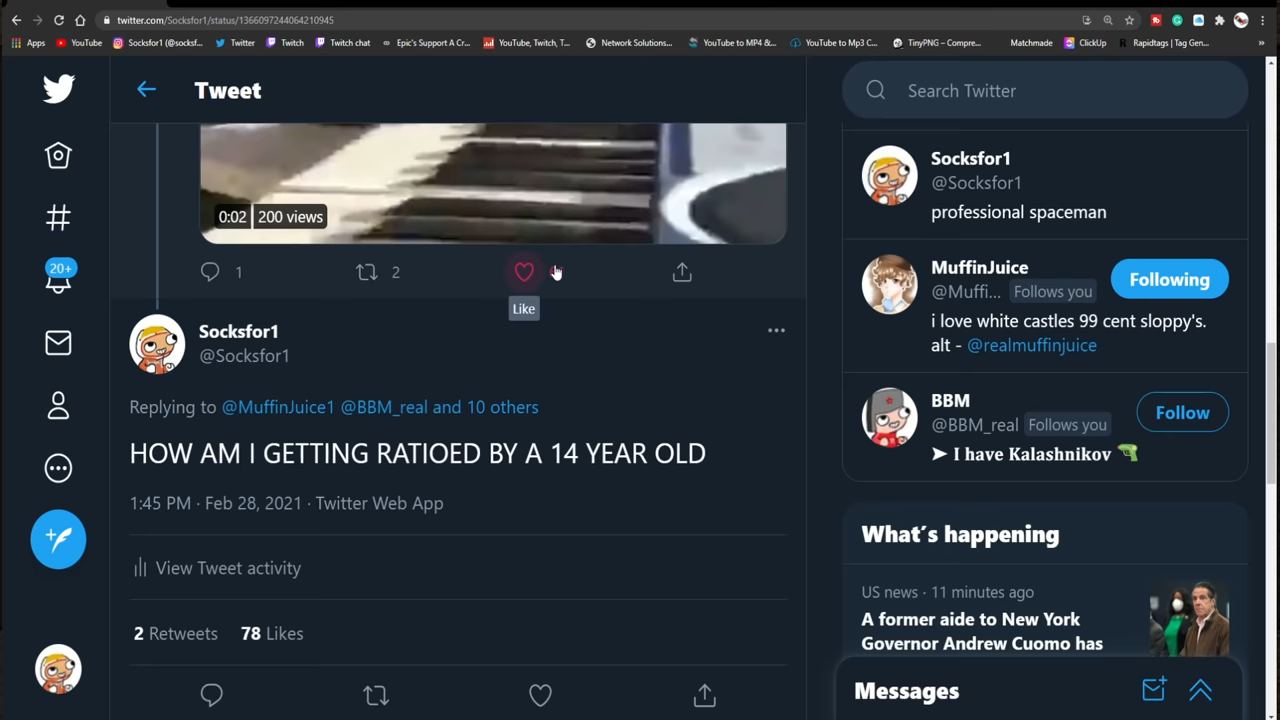 twitter.com/Socksfor1/status/1366097244064210945
Apps
YouTube
Socksfor1 (@socksf...
Twitter
Twitch
Twitch chat
Epic's Support A Cr...
YouTube, Twitch, T...
Network Solutions...
YouTube to MP4 &...
YouTube to Mp3 C...
TinyPNG – Compre...
Matchmade
ClickUp
Rapidtags | Tag Gen...
»
Tweet
0:02
200 views
1
2
Like
Socksfor1
@Socksfor1
Replying to @MuffinJuice1 @BBM_real and 10 others
HOW AM I GETTING RATIOED BY A 14 YEAR OLD
1:45 PM · Feb 28, 2021 · Twitter Web App
View Tweet activity
2 Retweets 78 Likes
20+
Search Twitter
Socksfor1
@Socksfor1
professional spaceman
MuffinJuice
@Muffi... Follows you
Following
i love white castles 99 cent sloppy's.
alt - @realmuffinjuice
BBM
@BBM_real Follows you
Follow
➤ I have Kalashnikov
What's happening
US news · 11 minutes ago
A former aide to New York
Governor Andrew Cuomo has
Messages